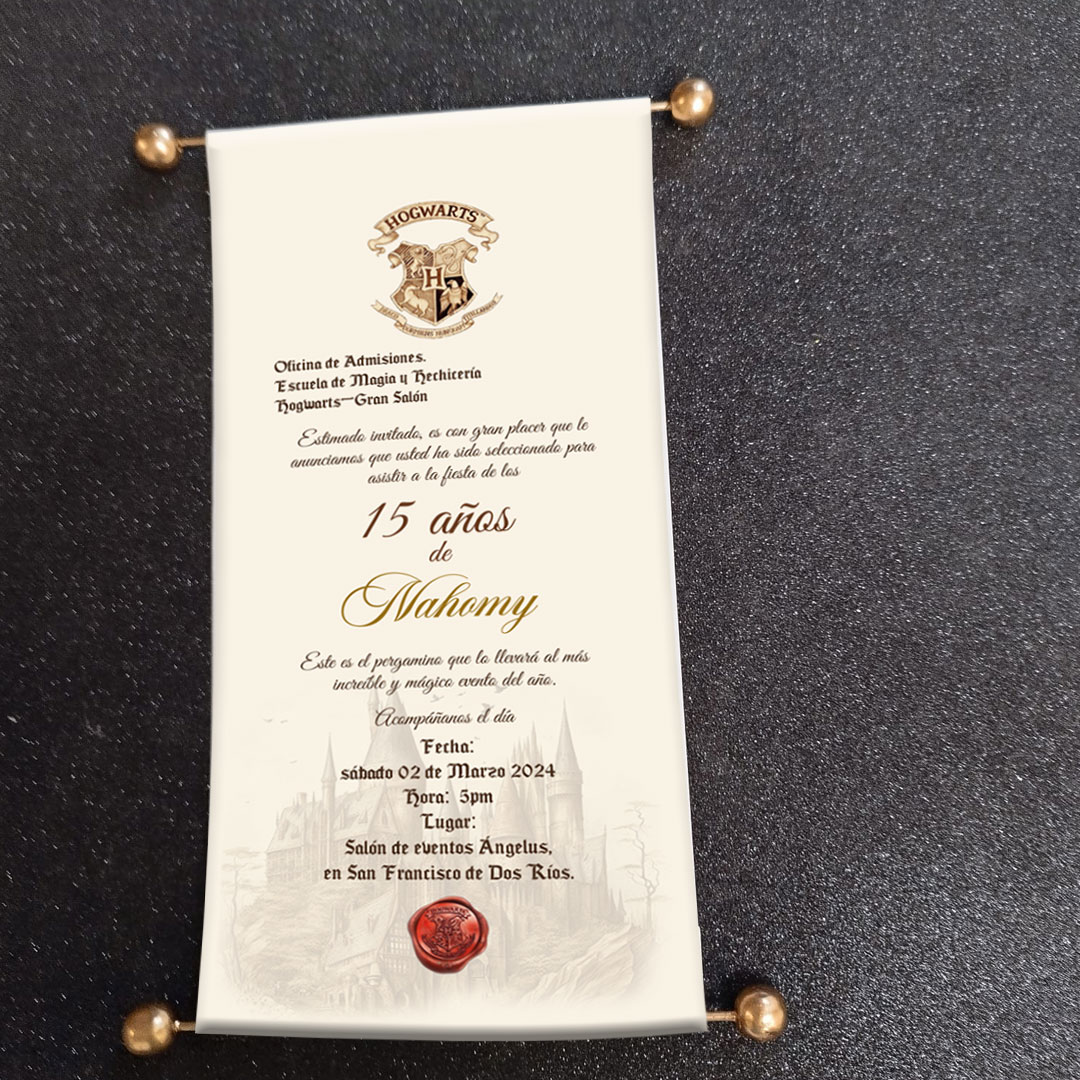 HOGWARTS
H
Oficina de Admisiones.
Escuela de Magia y Hechicería
Hogwarts—Gran Salón
Estimado invitado, es con gran placer que le
anunciamos que usted ha sido seleccionado para
asistir a la fiesta de los
15 años
de
Nahomy
Este es el pergamino que lo llevará al más
increíble y mágico evento del año.
Acompáñanos el día
Fecha:
sábado 02 de Marzo 2024
Hora: 5pm
Lugar:
Salón de eventos Ángelus,
en San Francisco de Dos Ríos.
HOGWARTS